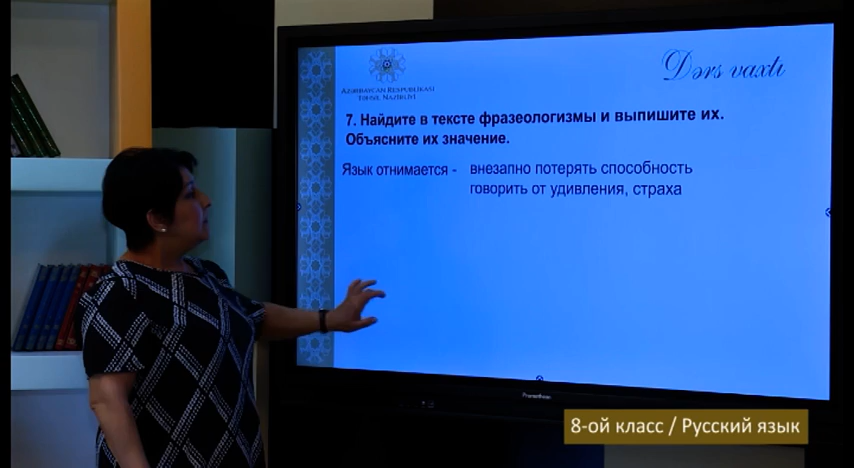 AZƏRBAYCAN RESPUBLİKASI
TƏHSİL NAZİRLİYİ
Dərs vaxtı
7. Найдите в тексте фразеологизмы и выпишите их.
Объясните их значение.
Язык отнимается - внезапно потерять способность
говорить от удивления, страха
Promethean
8-ой класс / Русский язык